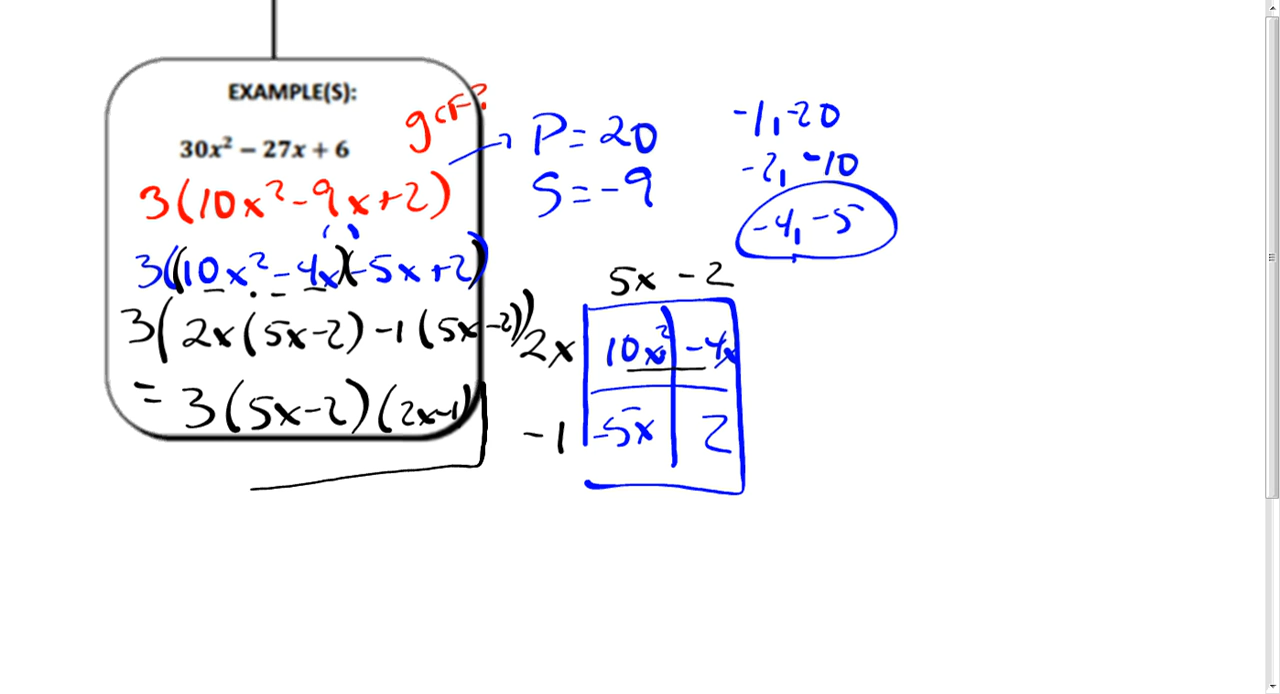 EXAMPLE(S):
gcf?
30x² – 27x + 6
3(10x²-9x+2)
3((10x²-4x)(-5x+2)
3(2x(5x-2)-1(5x-2))
= 3(5x-2)(2x-1)
P=20
S=-9
-1,-20
-2, -10
-4, -5
5x -2
2x 10x² -4x
-1 -5x 2